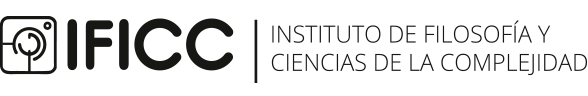 IFICC
INSTITUTO DE FILOSOFÍA Y
CIENCIAS DE LA COMPLEJIDAD